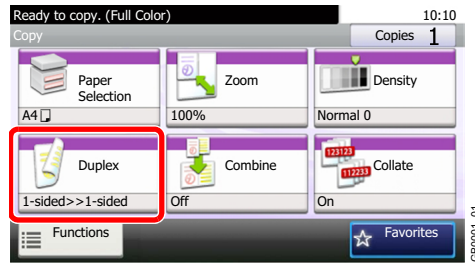 Ready to copy. (Full Color)
10:10
Copy
Copies 1
Paper
Selection
Zoom
Density
A4
100%
Normal 0
Duplex
Combine
123123
112233
Collate
1-sided>>1-sided
Off
On
Functions
Favorites